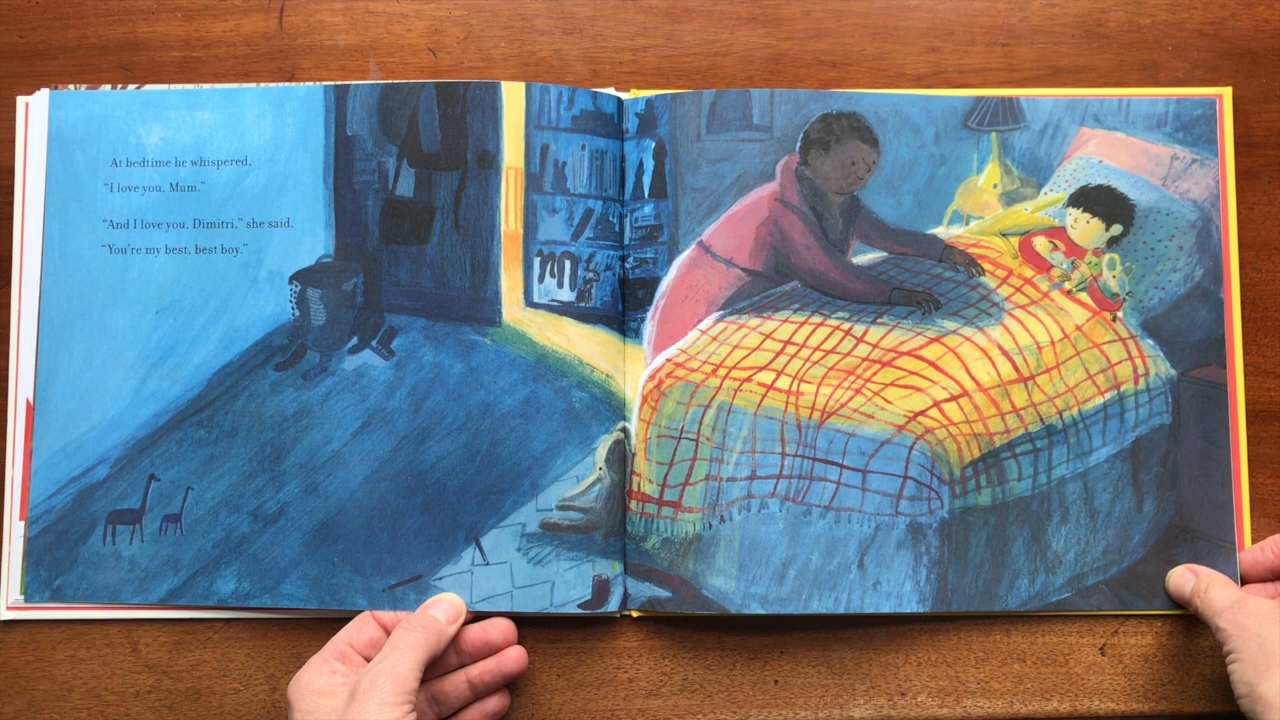 At bedtime he whispered,
“I love you, Mum.”
“And I love you, Dimitri,” she said.
“You’re my best, best boy.”